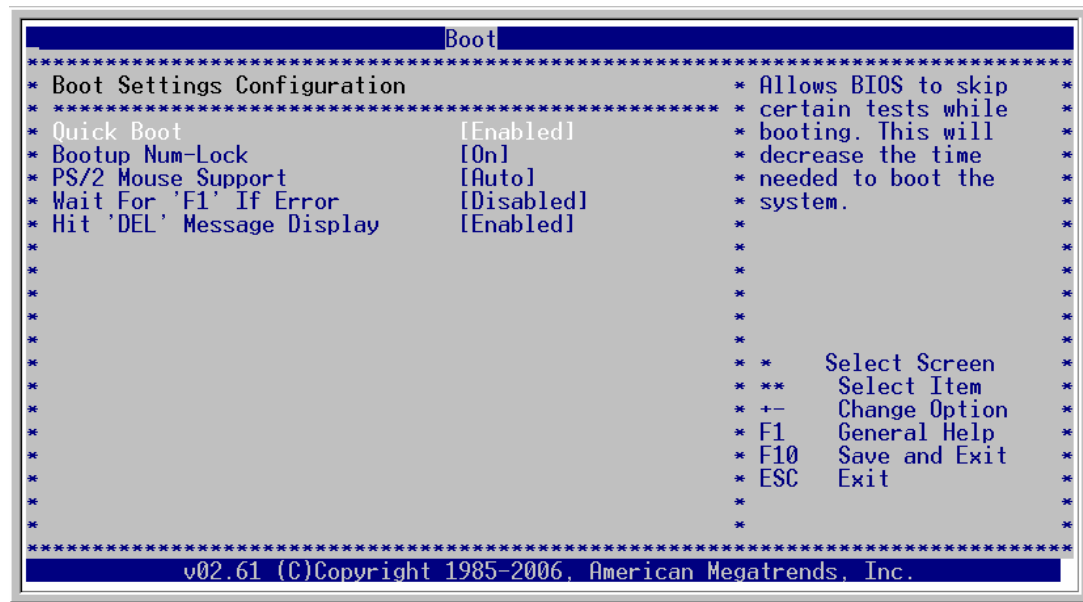 Boot
Boot Settings Configuration
Quick Boot [Enabled]
Bootup Num-Lock [On]
PS/2 Mouse Support [Auto]
Wait For 'F1' If Error [Disabled]
Hit 'DEL' Message Display [Enabled]
Allows BIOS to skip
certain tests while
booting. This will
decrease the time
needed to boot the
system.
* Select Screen
** Select Item
+- Change Option
F1 General Help
F10 Save and Exit
ESC Exit
v02.61 (C)Copyright 1985-2006, American Megatrends, Inc.